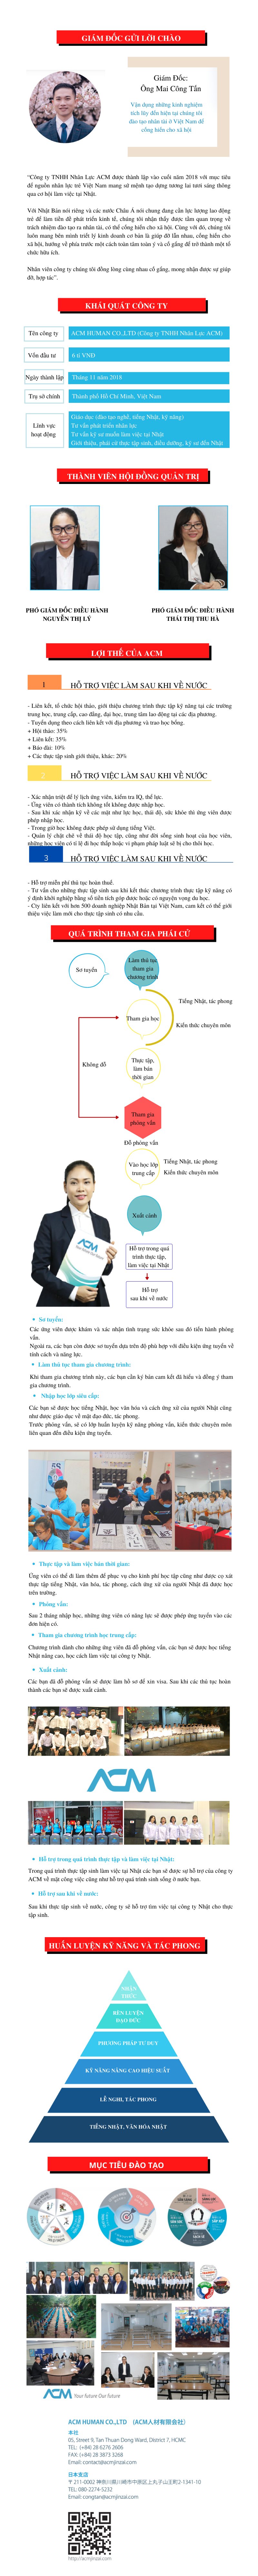 GIÁM ĐỐC GỬI LỜI CHÀO
Giám Đốc:
Ông Mai Công Tấn
Vận dụng những kinh nghiệm
tích lũy đến hiện tại chúng tôi
đào tạo nhân tài ở Việt Nam để
cống hiến cho xã hội
"Công ty TNHH Nhân Lực ACM được thành lập vào cuối năm 2018 với mục tiêu
để nguồn nhân lực trẻ Việt Nam mang sứ mệnh tạo dựng tương lai tươi sáng thông
qua cơ hội làm việc tại Nhật.
Với Nhật Bản nói riêng và các nước Châu Á nói chung đang cần lực lượng lao động
trẻ để làm tiền đề phát triển kinh tế, chúng tôi nhận thấy được tầm quan trọng về
trách nhiệm đào tạo ra nhân tài, có thể cống hiến cho xã hội. Cùng với đó, chúng tôi
luôn mang bên mình triết lý kinh doanh cơ bản là giúp đỡ lẫn nhau, cống hiến cho
xã hội, hướng về phía trước một cách toàn tâm toàn ý và cố gắng để trở thành một tổ
chức hữu ích.
Nhân viên công ty chúng tôi đồng lòng cùng nhau cố gắng, mong nhận được sự giúp
đỡ, hợp tác".
KHÁI QUÁT CÔNG TY
Tên công ty
ACM HUMAN CO.,LTD (Công ty TNHH Nhân Lực ACM)
Vốn đầu tư
6 tỉ VNĐ
Ngày thành lập
Tháng 11 năm 2018
Trụ sở chính
Thành phố Hồ Chí Minh, Việt Nam
Lĩnh vực
hoạt động
Giáo dục (đào tạo nghề, tiếng Nhật, kỹ năng)
Tư vấn phát triển nhân lực
Tư vấn kỹ sư muốn làm việc tại Nhật
Giới thiệu, phái cử thực tập sinh, điều dưỡng, kỹ sư đến Nhật
THÀNH VIÊN HỘI ĐỒNG QUẢN TRỊ
PHÓ GIÁM ĐỐC ĐIỀU HÀNH
NGUYỄN THỊ LÝ
PHÓ GIÁM ĐỐC ĐIỀU HÀNH
THÁI THỊ THU HÀ
LỢI THẾ CỦA ACM
1
HỖ TRỢ VIỆC LÀM SAU KHI VỀ NƯỚC
- Liên kết, tổ chức hội thảo, giới thiệu chương trình thực tập kỹ năng tại các trường
trung học, trung cấp, cao đẳng, đại học, trung tâm lao động tại các địa phương.
- Tuyển dụng theo cách liên kết với địa phương và trao học bổng.
+ Hội thảo: 35%
+ Liên kết: 35%
+ Báo đài: 10%
+ Các thực tập sinh giới thiệu, khác: 20%
2
HỖ TRỢ VIỆC LÀM SAU KHI VỀ NƯỚC
- Xác nhận triệt để lý lịch ứng viên, kiểm tra IQ, thể lực.
- Ứng viên có thành tích không tốt không được nhập học.
- Sau khi xác nhận kỹ về các mặt như học lực, thái độ, sức khỏe thì ứng viên được
phép nhập học.
- Trong giờ học không được phép sử dụng tiếng Việt.
- Quản lý chặt chẽ về thái độ học tập, cũng như đời sống sinh hoạt của học viên,
những học viên có tỉ lệ đi học thấp hoặc vi phạm pháp luật sẽ bị cho thôi học.
3
HỖ TRỢ VIỆC LÀM SAU KHI VỀ NƯỚC
- Hỗ trợ miễn phí thủ tục hoàn thuế.
- Tư vấn cho những thực tập sinh sau khi kết thúc chương trình thực tập kỹ năng có
ý định khởi nghiệp bằng số tiền tích góp được hoặc có nguyện vọng du học.
- Cty liên kết với hơn 500 doanh nghiệp Nhật Bản tại Việt Nam, cam kết có thể giới
thiệu việc làm mới cho thực tập sinh có nhu cầu.
QUÁ TRÌNH THAM GIA PHÁI CỬ
Sơ tuyển
Làm thủ tục
tham gia
chương trình
Tiếng Nhật, tác phong
Tham gia học
Kiến thức chuyên môn
Không đỗ
Thực tập,
làm bán
thời gian
Tham gia
phỏng vấn
Đỗ phỏng vấn
Vào học lớp
trung cấp
Tiếng Nhật, tác phong
Kiến thức chuyên môn
Xuất cảnh
Hỗ trợ trong quá
trình thực tập,
làm việc tại Nhật
Hỗ trợ
sau khi về nước
ACM
• Sơ tuyển:
Các ứng viên được khám và xác nhận tình trạng sức khỏe sau đó tiến hành phỏng
vấn.
Ngoài ra, các bạn còn được sơ tuyển dựa trên độ phù hợp với điều kiện ứng tuyển về
tính cách và năng lực.
• Làm thủ tục tham gia chương trình:
Khi tham gia chương trình này, các bạn cần ký bản cam kết đã hiểu và đồng ý tham
gia chương trình.
• Nhập học lớp siêu cấp:
Các bạn sẽ được học tiếng Nhật, học văn hóa và cách ứng xử của người Nhật cũng
như được giáo dục về mặt đạo đức, tác phong.
Trước phỏng vấn, sẽ có lớp huấn luyện kỹ năng phỏng vấn, kiến thức chuyên môn
liên quan đến điều kiện ứng tuyển.
5S
• Thực tập và làm việc bán thời gian:
Ứng viên có thể đi làm thêm để phục vụ cho kinh phí du học cũng như được cọ xát
thực tập tiếng Nhật, văn hóa, tác phong, cách ứng xử của người Nhật đã được học
trên trường.
• Phỏng vấn:
Sau 2 tháng nhập học, những ứng viên có năng lực sẽ được phép ứng tuyển vào các
đơn hiện có.
• Tham gia chương trình học trung cấp:
Chương trình dành cho những ứng viên đã đỗ phỏng vấn, các bạn sẽ được học tiếng
Nhật nâng cao, học cách làm việc tại công ty Nhật.
• Xuất cảnh:
Các bạn đã đỗ phỏng vấn sẽ được làm hồ sơ để xin visa. Sau khi các thủ tục hoàn
thành các bạn sẽ được xuất cảnh.
ACM
• Hỗ trợ trong quá trình thực tập và làm việc tại Nhật:
Trong quá trình thực tập sinh làm việc tại Nhật các bạn sẽ được sự hỗ trợ của công ty
ACM về mặt công việc cũng như hỗ trợ quá trình sinh sống ở nước bạn.
• Hỗ trợ sau khi về nước:
Sau khi thực tập sinh về nước, công ty sẽ hỗ trợ tìm việc tại công ty Nhật cho thực
tập sinh.
HUẤN LUYỆN KỸ NĂNG VÀ TÁC PHONG
NHẬN
THỨC
RÈN LUYỆN
ĐẠO ĐỨC
PHƯƠNG PHÁP TƯ DUY
KỸ NĂNG NÂNG CAO HIỆU SUẤT
LỄ NGHI, TÁC PHONG
TIẾNG NHẬT, VĂN HÓA NHẬT
MỤC TIÊU ĐÀO TẠO
ACM Your future Our future
ACM HUMAN CO.,LTD （ACM人材有限会社）
本社
05, Street 9, Tan Thuan Dong Ward, District 7, HCMC
TEL: (+84) 28 6276 2606
FAX: (+84) 28 3873 3268
Email: contact@acmjinzai.com
日本支店
〒211-0002 神奈川県川崎市中原区上丸子山王町2-1341-10
TEL: 080-2274-5232
Email: congtan@acmjinzai.com
http://acmjinzai.com